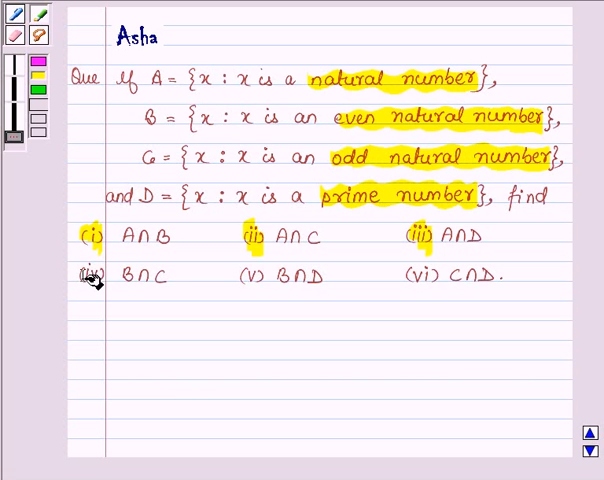 Asha
Que If A = {x : x is a natural number},
B = {x : x is an even natural number},
C = {x : x is an odd natural number},
and D = {x : x is a prime number}, find
(i) A∩B (ii) A∩C (iii) A∩D
(iv) B∩C (v) B∩D (vi) C∩D.